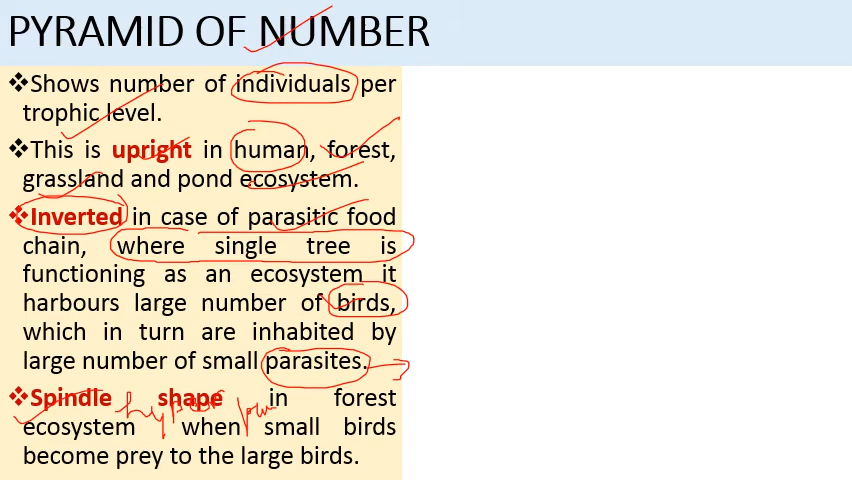 PYRAMID OF NUMBER
❖Shows number of individuals per
trophic level.
❖This is upright in human, forest,
grassland and pond ecosystem.
❖Inverted in case of parasitic food
chain, where single tree is
functioning as an ecosystem it
harbours large number of birds,
which in turn are inhabited by
large number of small parasites.
❖Spindle shape in forest
ecosystem when small birds
become prey to the large birds.